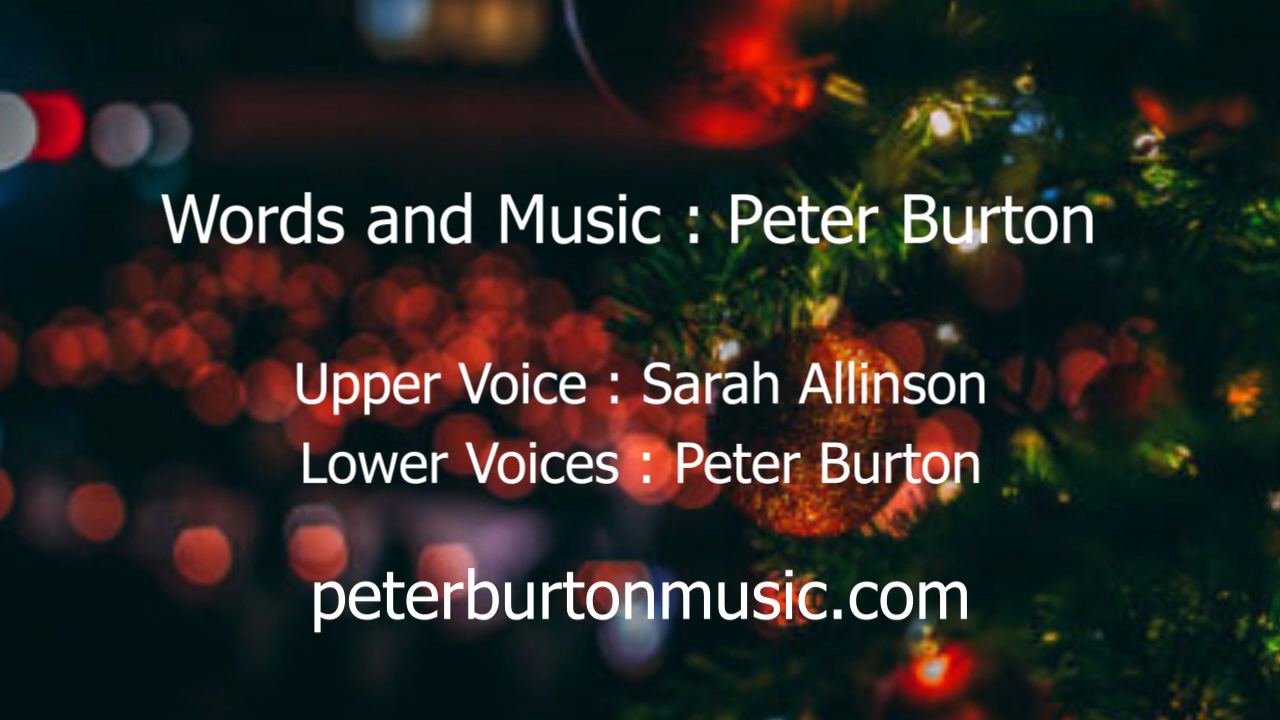 Words and Music : Peter Burton
Upper Voice : Sarah Allinson
Lower Voices : Peter Burton
peterburtonmusic.com